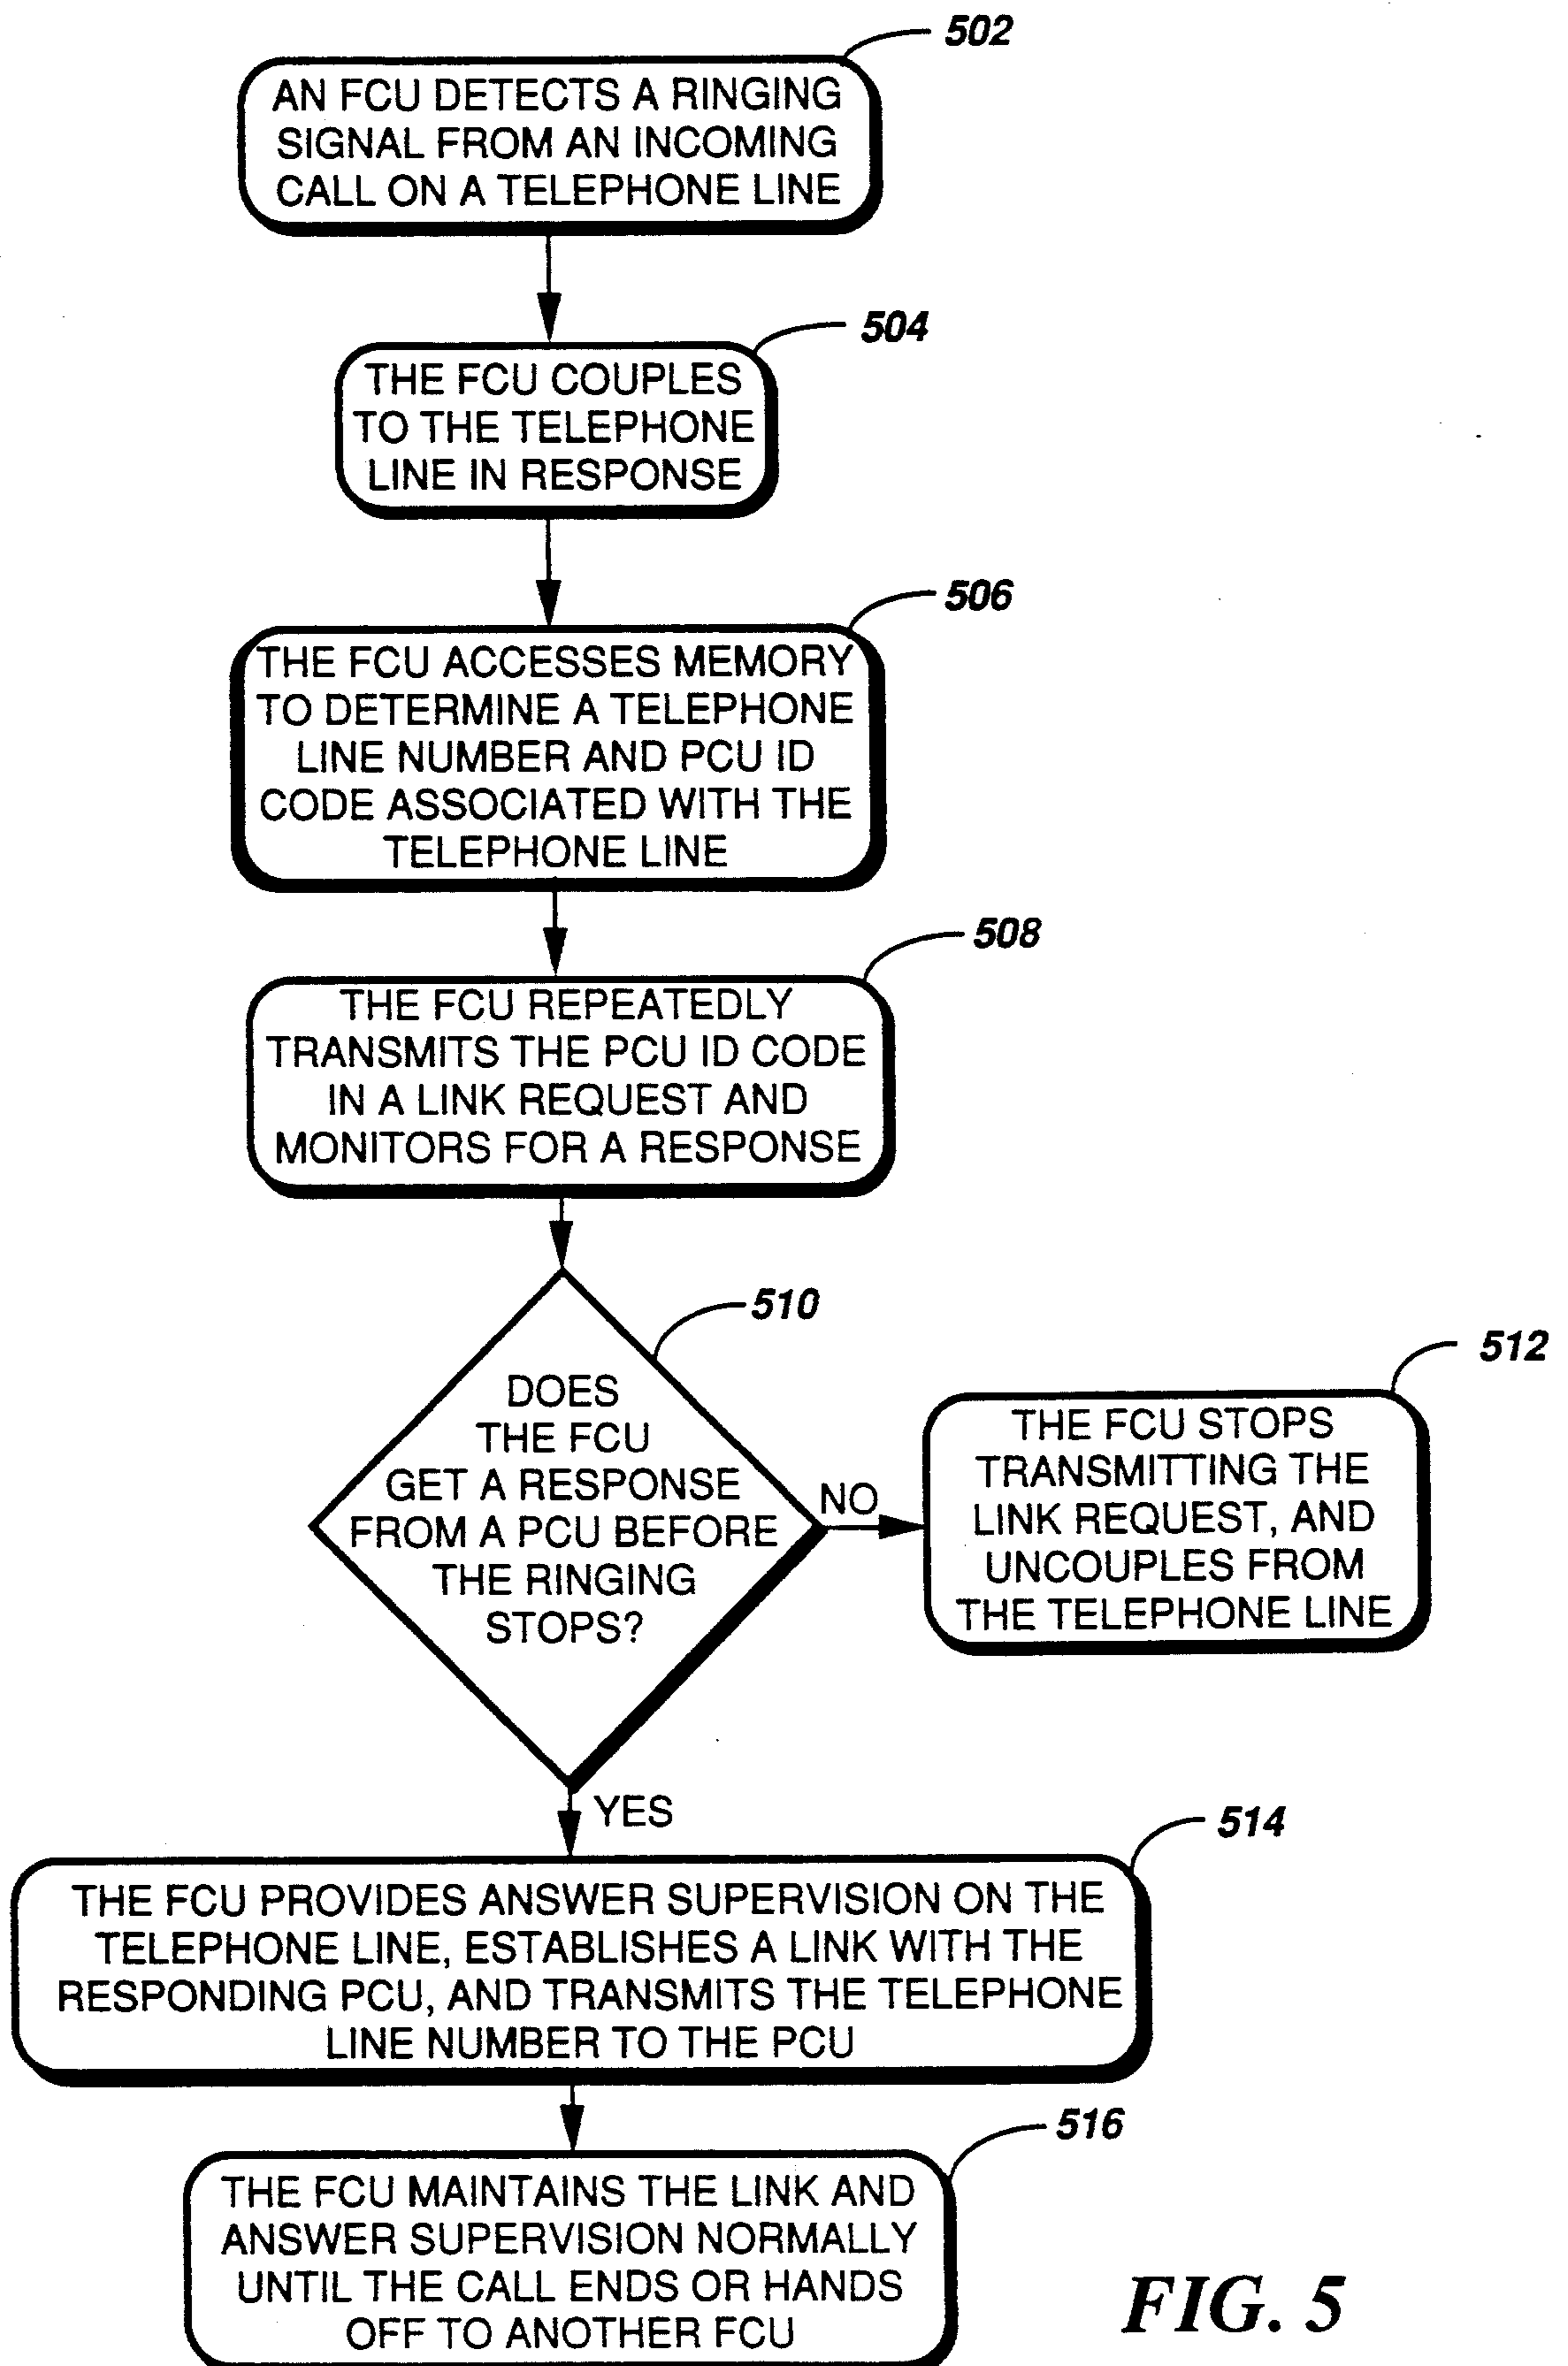 502
AN FCU DETECTS A RINGING
SIGNAL FROM AN INCOMING
CALL ON A TELEPHONE LINE
504
THE FCU COUPLES
TO THE TELEPHONE
LINE IN RESPONSE
506
THE FCU ACCESSES MEMORY
TO DETERMINE A TELEPHONE
LINE NUMBER AND PCU ID
CODE ASSOCIATED WITH THE
TELEPHONE LINE
508
THE FCU REPEATEDLY
TRANSMITS THE PCU ID CODE
IN A LINK REQUEST AND
MONITORS FOR A RESPONSE
510
DOES
THE FCU
GET A RESPONSE
FROM A PCU BEFORE
THE RINGING
STOPS?
NO
512
THE FCU STOPS
TRANSMITTING THE
LINK REQUEST, AND
UNCOUPLES FROM
THE TELEPHONE LINE
YES
514
THE FCU PROVIDES ANSWER SUPERVISION ON THE
TELEPHONE LINE, ESTABLISHES A LINK WITH THE
RESPONDING PCU, AND TRANSMITS THE TELEPHONE
LINE NUMBER TO THE PCU
516
THE FCU MAINTAINS THE LINK AND
ANSWER SUPERVISION NORMALLY
UNTIL THE CALL ENDS OR HANDS
OFF TO ANOTHER FCU
FIG. 5